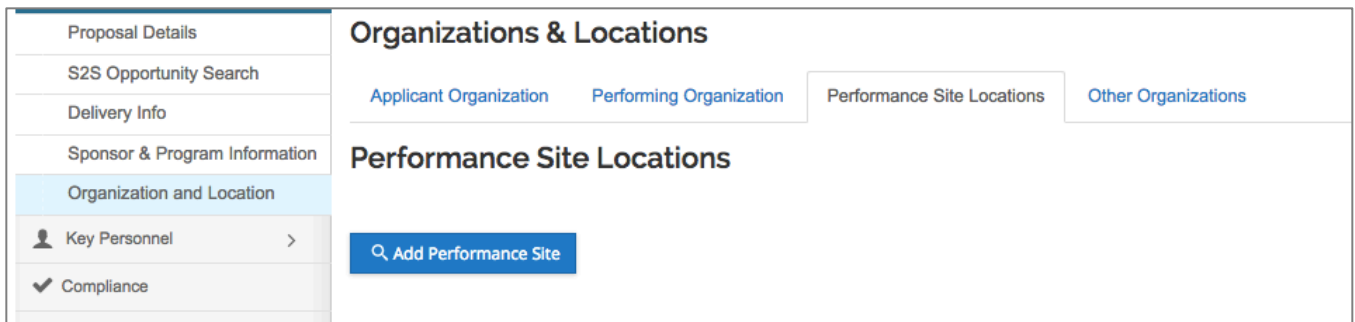 Proposal Details
S2S Opportunity Search
Delivery Info
Sponsor & Program Information
Organization and Location
Key Personnel
Compliance
Organizations & Locations
Applicant Organization Performing Organization Performance Site Locations Other Organizations
Performance Site Locations
Add Performance Site